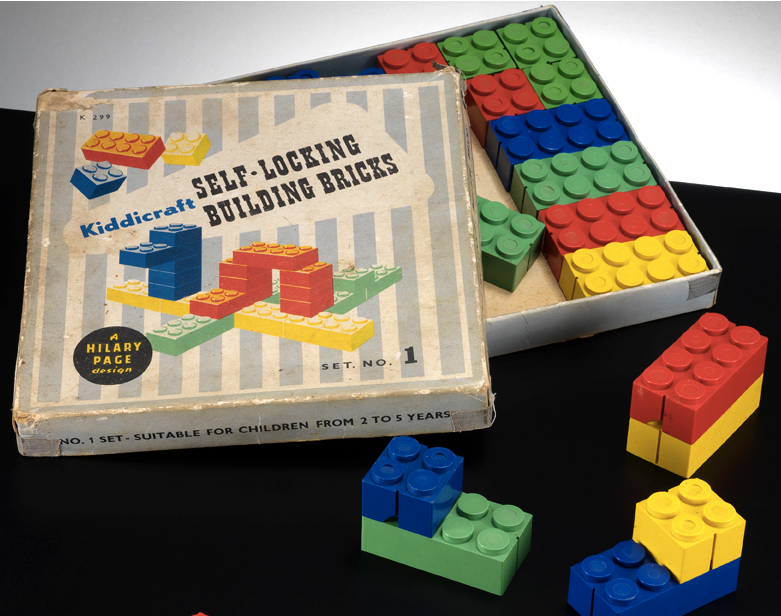 K 299
SELF-LOCKING
BUILDING BRICKS
Kiddicraft
A
HILARY
PAGE
design
SET. NO. 1
NO. 1 SET - SUITABLE FOR CHILDREN FROM 2 TO 5 YEARS